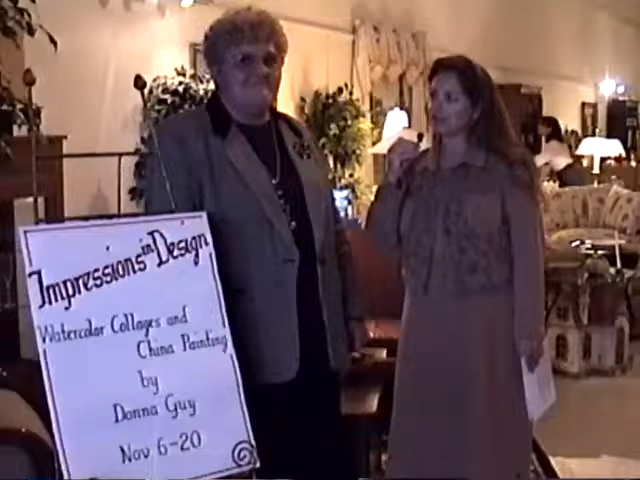 Impressions in Design
Watercolor Collages and
China Painting
by
Donna Guy
Nov 6-20